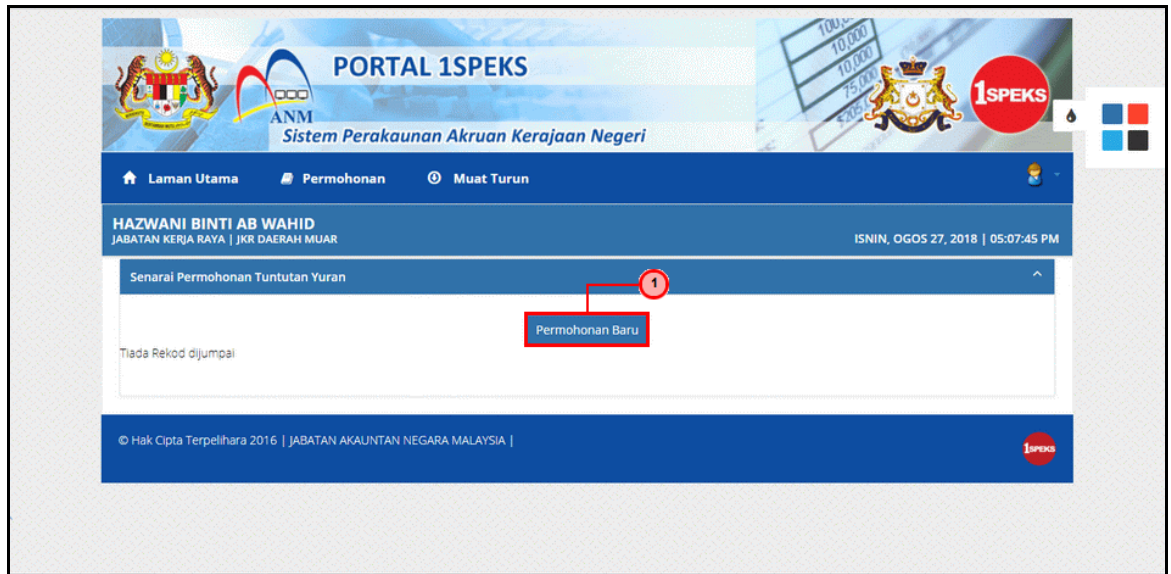 PORTAL 1SPEKS
ANM
Sistem Perakaunan Akruan Kerajaan Negeri
1SPEKS
Laman Utama Permohonan Muat Turun
HAZWANI BINTI AB WAHID
JABATAN KERJA RAYA | JKR DAERAH MUAR
ISNIN, OGOS 27, 2018 | 05:07:45 PM
Senarai Permohonan Tuntutan Yuran
1
Permohonan Baru
Tiada Rekod dijumpai
© Hak Cipta Terpelihara 2016 | JABATAN AKAUNTAN NEGARA MALAYSIA |
1SPEKS